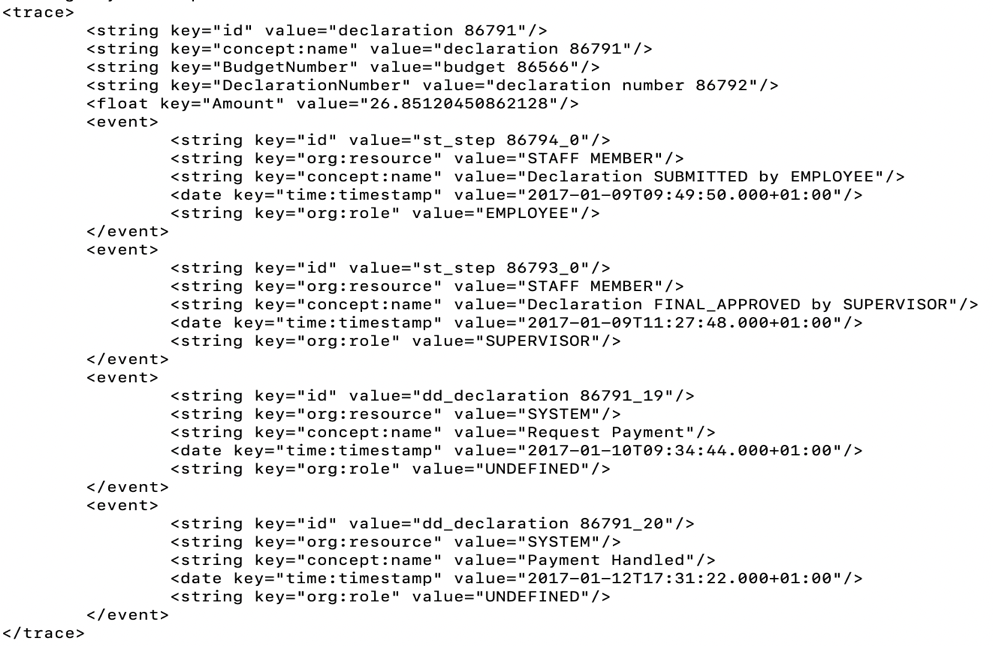 <trace>
<string key="id" value="declaration 86791"/>
<string key="concept:name" value="declaration 86791"/>
<string key="BudgetNumber" value="budget 86566"/>
<string key="DeclarationNumber" value="declaration number 86792"/>
<float key="Amount" value="26.85120450862128"/>
<event>
<string key="id" value="st_step 86794_0"/>
<string key="org:resource" value="STAFF MEMBER"/>
<string key="concept:name" value="Declaration SUBMITTED by EMPLOYEE"/>
<date key="time:timestamp" value="2017-01-09T09:49:50.000+01:00"/>
<string key="org:role" value="EMPLOYEE"/>
</event>
<event>
<string key="id" value="st_step 86793_0"/>
<string key="org:resource" value="STAFF MEMBER"/>
<string key="concept:name" value="Declaration FINAL_APPROVED by SUPERVISOR"/>
<date key="time:timestamp" value="2017-01-09T11:27:48.000+01:00"/>
<string key="org:role" value="SUPERVISOR"/>
</event>
<event>
<string key="id" value="dd_declaration 86791_19"/>
<string key="org:resource" value="SYSTEM"/>
<string key="concept:name" value="Request Payment"/>
<date key="time:timestamp" value="2017-01-10T09:34:44.000+01:00"/>
<string key="org:role" value="UNDEFINED"/>
</event>
<event>
<string key="id" value="dd_declaration 86791_20"/>
<string key="org:resource" value="SYSTEM"/>
<string key="concept:name" value="Payment Handled"/>
<date key="time:timestamp" value="2017-01-12T17:31:22.000+01:00"/>
<string key="org:role" value="UNDEFINED"/>
</event>
</trace>